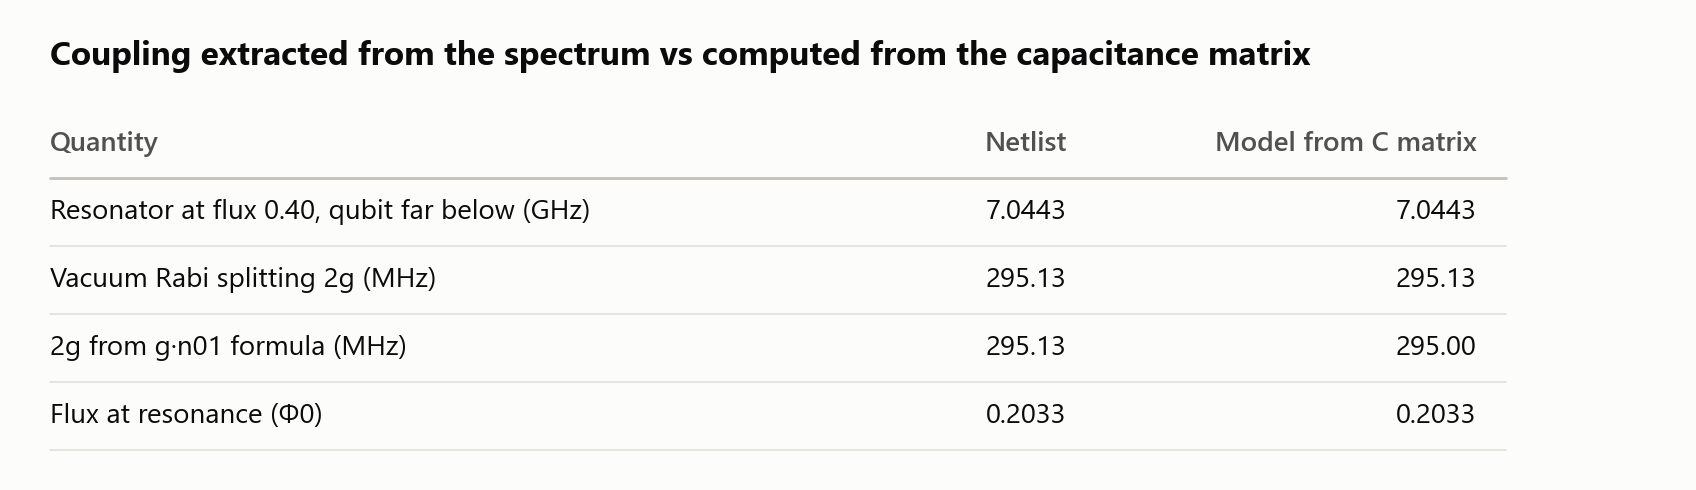 Coupling extracted from the spectrum vs computed from the capacitance matrix
Quantity Netlist Model from C matrix
Resonator at flux 0.40, qubit far below (GHz) 7.0443 7.0443
Vacuum Rabi splitting 2g (MHz) 295.13 295.13
2g from g·n01 formula (MHz) 295.13 295.00
Flux at resonance (Φ0) 0.2033 0.2033